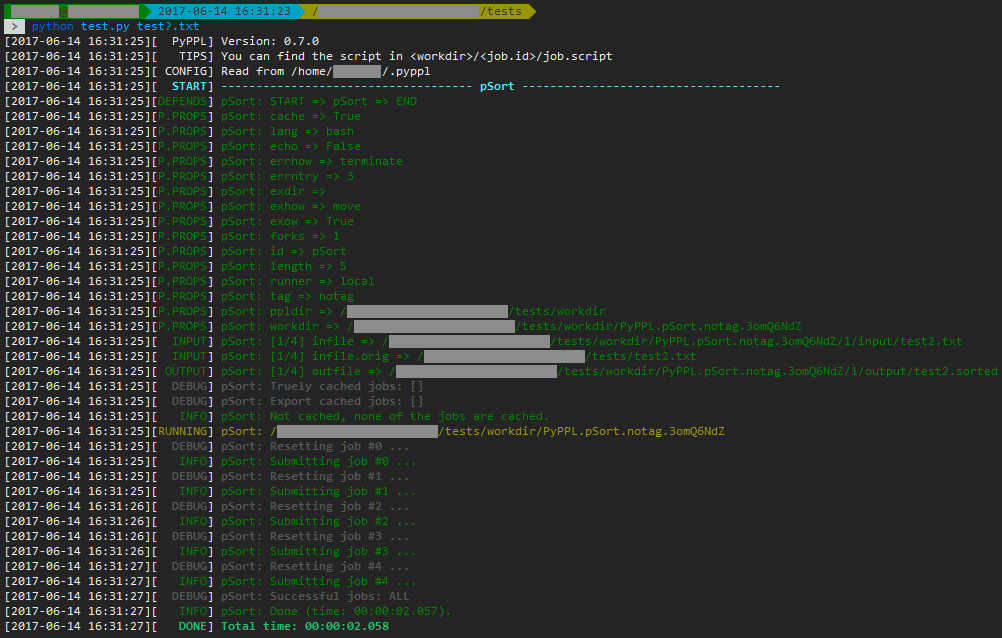 @ 2017-06-14 16:31:23 / /tests
> python test.py test?.txt
[2017-06-14 16:31:25][  PyPPL] Version: 0.7.0
[2017-06-14 16:31:25][   TIPS] You can find the script in <workdir>/<job.id>/job.script
[2017-06-14 16:31:25][ CONFIG] Read from /home/ /.pyppl
[2017-06-14 16:31:25][  START] ------------------------------------ pSort -------------------------------------
[2017-06-14 16:31:25][DEPENDS] pSort: START => pSort => END
[2017-06-14 16:31:25][P.PROPS] pSort: cache => True
[2017-06-14 16:31:25][P.PROPS] pSort: lang => bash
[2017-06-14 16:31:25][P.PROPS] pSort: echo => False
[2017-06-14 16:31:25][P.PROPS] pSort: errhow => terminate
[2017-06-14 16:31:25][P.PROPS] pSort: errntry => 3
[2017-06-14 16:31:25][P.PROPS] pSort: exdir =>
[2017-06-14 16:31:25][P.PROPS] pSort: exhow => move
[2017-06-14 16:31:25][P.PROPS] pSort: exow => True
[2017-06-14 16:31:25][P.PROPS] pSort: forks => 1
[2017-06-14 16:31:25][P.PROPS] pSort: id => pSort
[2017-06-14 16:31:25][P.PROPS] pSort: length => 5
[2017-06-14 16:31:25][P.PROPS] pSort: runner => local
[2017-06-14 16:31:25][P.PROPS] pSort: tag => notag
[2017-06-14 16:31:25][P.PROPS] pSort: ppldir => / /tests/workdir
[2017-06-14 16:31:25][P.PROPS] pSort: workdir => / /tests/workdir/PyPPL.pSort.notag.3omQ6NdZ
[2017-06-14 16:31:25][  INPUT] pSort: [1/4] infile => / /tests/workdir/PyPPL.pSort.notag.3omQ6NdZ/1/input/test2.txt
[2017-06-14 16:31:25][  INPUT] pSort: [1/4] infile.orig => / /tests/test2.txt
[2017-06-14 16:31:25][ OUTPUT] pSort: [1/4] outfile => / /tests/workdir/PyPPL.pSort.notag.3omQ6NdZ/1/output/test2.sorted
[2017-06-14 16:31:25][  DEBUG] pSort: Truely cached jobs: []
[2017-06-14 16:31:25][  DEBUG] pSort: Export cached jobs: []
[2017-06-14 16:31:25][   INFO] pSort: Not cached, none of the jobs are cached.
[2017-06-14 16:31:25][RUNNING] pSort: / /tests/workdir/PyPPL.pSort.notag.3omQ6NdZ
[2017-06-14 16:31:25][  DEBUG] pSort: Resetting job #0 ...
[2017-06-14 16:31:25][   INFO] pSort: Submitting job #0 ...
[2017-06-14 16:31:25][  DEBUG] pSort: Resetting job #1 ...
[2017-06-14 16:31:25][   INFO] pSort: Submitting job #1 ...
[2017-06-14 16:31:26][  DEBUG] pSort: Resetting job #2 ...
[2017-06-14 16:31:26][   INFO] pSort: Submitting job #2 ...
[2017-06-14 16:31:26][  DEBUG] pSort: Resetting job #3 ...
[2017-06-14 16:31:26][   INFO] pSort: Submitting job #3 ...
[2017-06-14 16:31:27][  DEBUG] pSort: Resetting job #4 ...
[2017-06-14 16:31:27][   INFO] pSort: Submitting job #4 ...
[2017-06-14 16:31:27][  DEBUG] pSort: Successful jobs: ALL
[2017-06-14 16:31:27][   INFO] pSort: Done (time: 00:00:02.057).
[2017-06-14 16:31:27][   DONE] Total time: 00:00:02.058